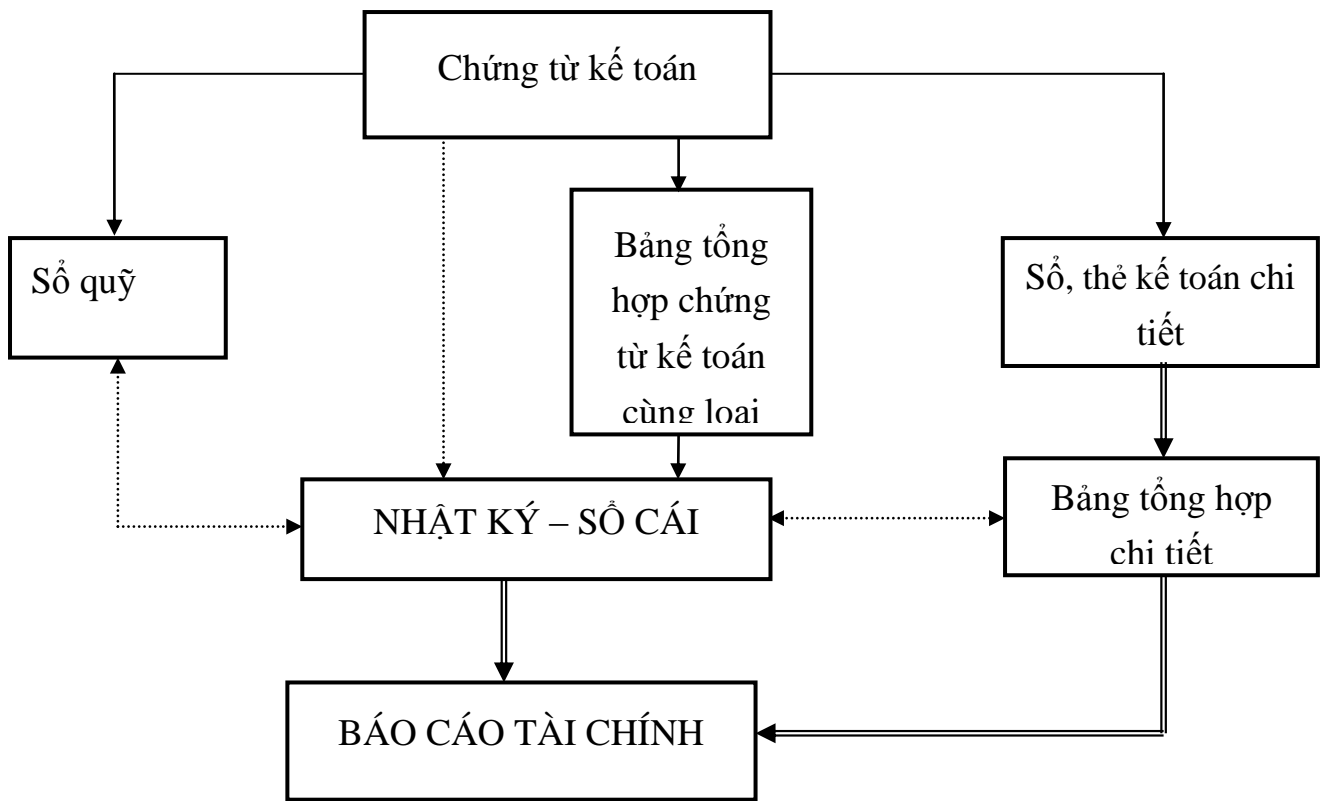 Chứng từ kế toán
Sổ quỹ
Bảng tổng
hợp chứng
từ kế toán
cùng loại
Sổ, thẻ kế toán chi
tiết
NHẬT KÝ – SỔ CÁI
Bảng tổng hợp
chi tiết
BÁO CÁO TÀI CHÍNH